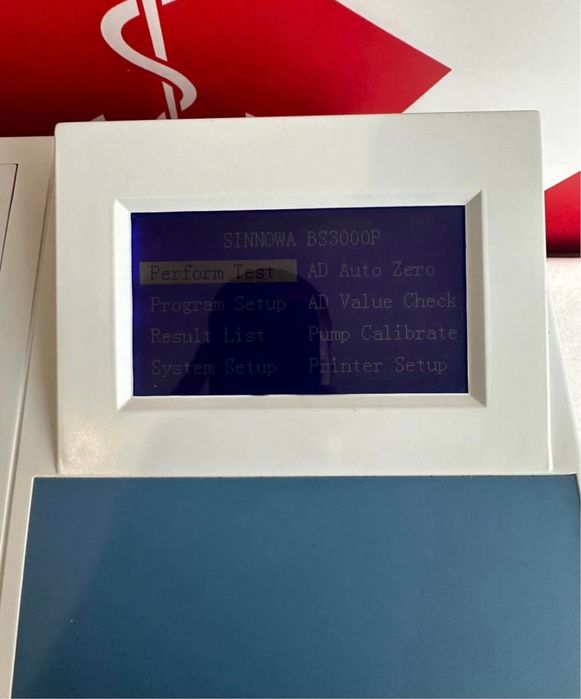 SINNOWA BS3000P
Perform Test AD Auto Zero
Program Setup AD Value Check
Result List Pump Calibrate
System Setup Printer Setup